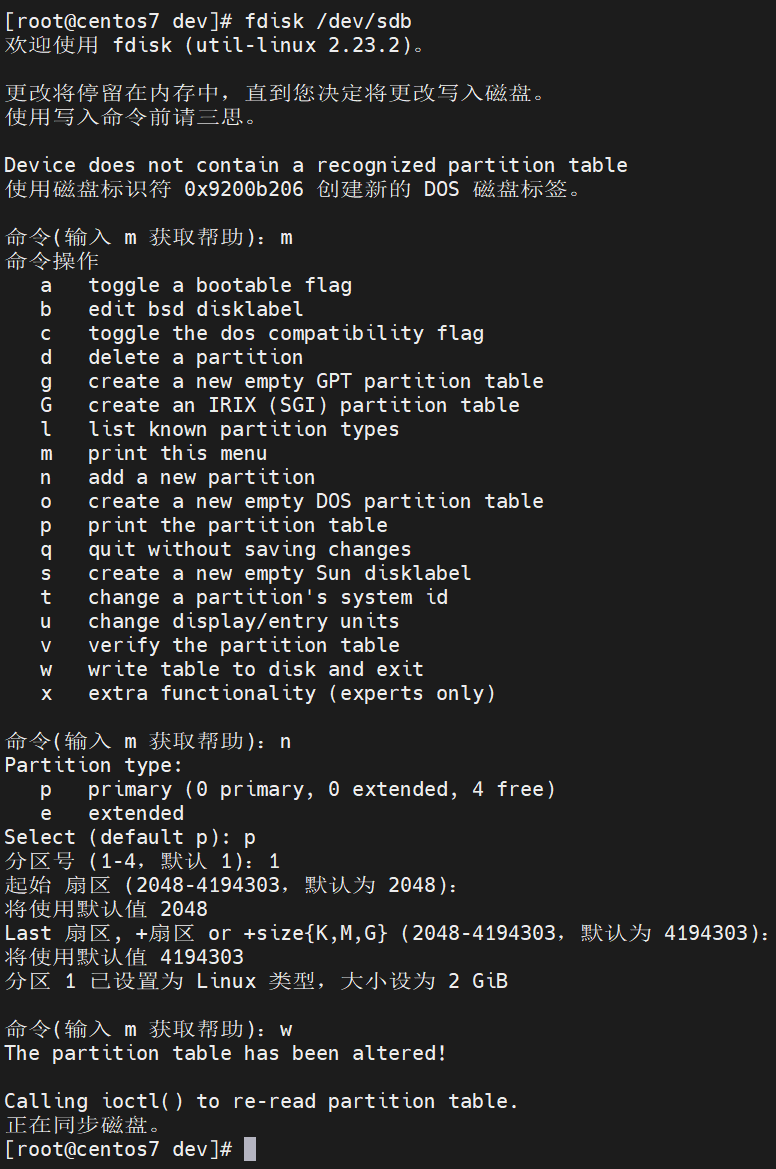 [root@centos7 dev]# fdisk /dev/sdb
欢迎使用 fdisk (util-linux 2.23.2)。

更改将停留在内存中，直到您决定将更改写入磁盘。
使用写入命令前请三思。

Device does not contain a recognized partition table
使用磁盘标识符 0x9200b206 创建新的 DOS 磁盘标签。

命令(输入 m 获取帮助)：m
命令操作
   a   toggle a bootable flag
   b   edit bsd disklabel
   c   toggle the dos compatibility flag
   d   delete a partition
   g   create a new empty GPT partition table
   G   create an IRIX (SGI) partition table
   l   list known partition types
   m   print this menu
   n   add a new partition
   o   create a new empty DOS partition table
   p   print the partition table
   q   quit without saving changes
   s   create a new empty Sun disklabel
   t   change a partition's system id
   u   change display/entry units
   v   verify the partition table
   w   write table to disk and exit
   x   extra functionality (experts only)

命令(输入 m 获取帮助)：n
Partition type:
   p   primary (0 primary, 0 extended, 4 free)
   e   extended
Select (default p): p
分区号 (1-4，默认 1)：1
起始 扇区 (2048-4194303，默认为 2048)：
将使用默认值 2048
Last 扇区, +扇区 or +size{K,M,G} (2048-4194303，默认为 4194303)：
将使用默认值 4194303
分区 1 已设置为 Linux 类型，大小设为 2 GiB

命令(输入 m 获取帮助)：w
The partition table has been altered!

Calling ioctl() to re-read partition table.
正在同步磁盘。
[root@centos7 dev]#